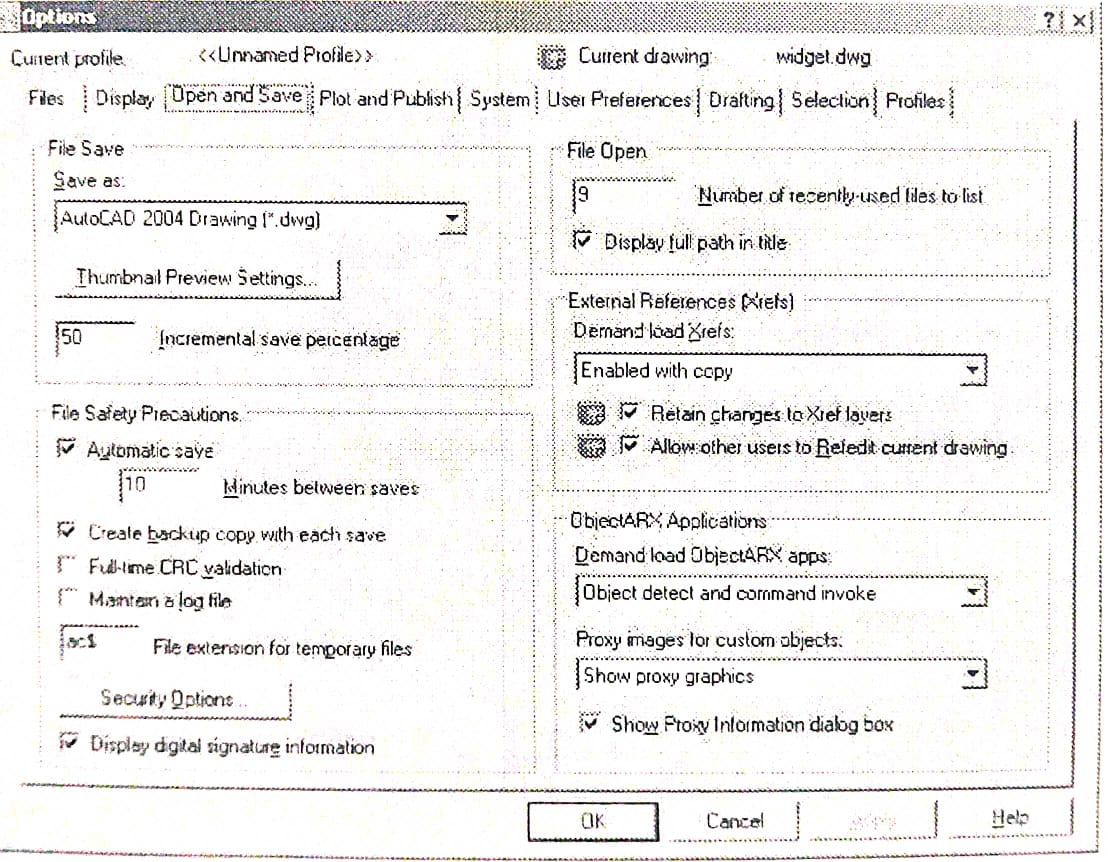 Options
Current profile: <<Unnamed Profile>> Current drawing: widget.dwg
Files Display Open and Save Plot and Publish System User Preferences Drafting Selection Profiles
File Save
Save as:
AutoCAD 2004 Drawing (*.dwg)
Thumbnail Preview Settings...
50 Incremental save percentage
File Safety Precautions
Automatic save
10 Minutes between saves
Create backup copy with each save
Full-time CRC validation
Maintain a log file
ac$ File extension for temporary files
Security Options...
Display digital signature information
File Open
9 Number of recently-used files to list
Display full path in title
External References (Xrefs)
Demand load Xrefs:
Enabled with copy
Retain changes to Xref layers
Allow other users to Refedit current drawing
ObjectARX Applications
Demand load ObjectARX apps:
Object detect and command invoke
Proxy images for custom objects:
Show proxy graphics
Show Proxy Information dialog box
OK Cancel Help